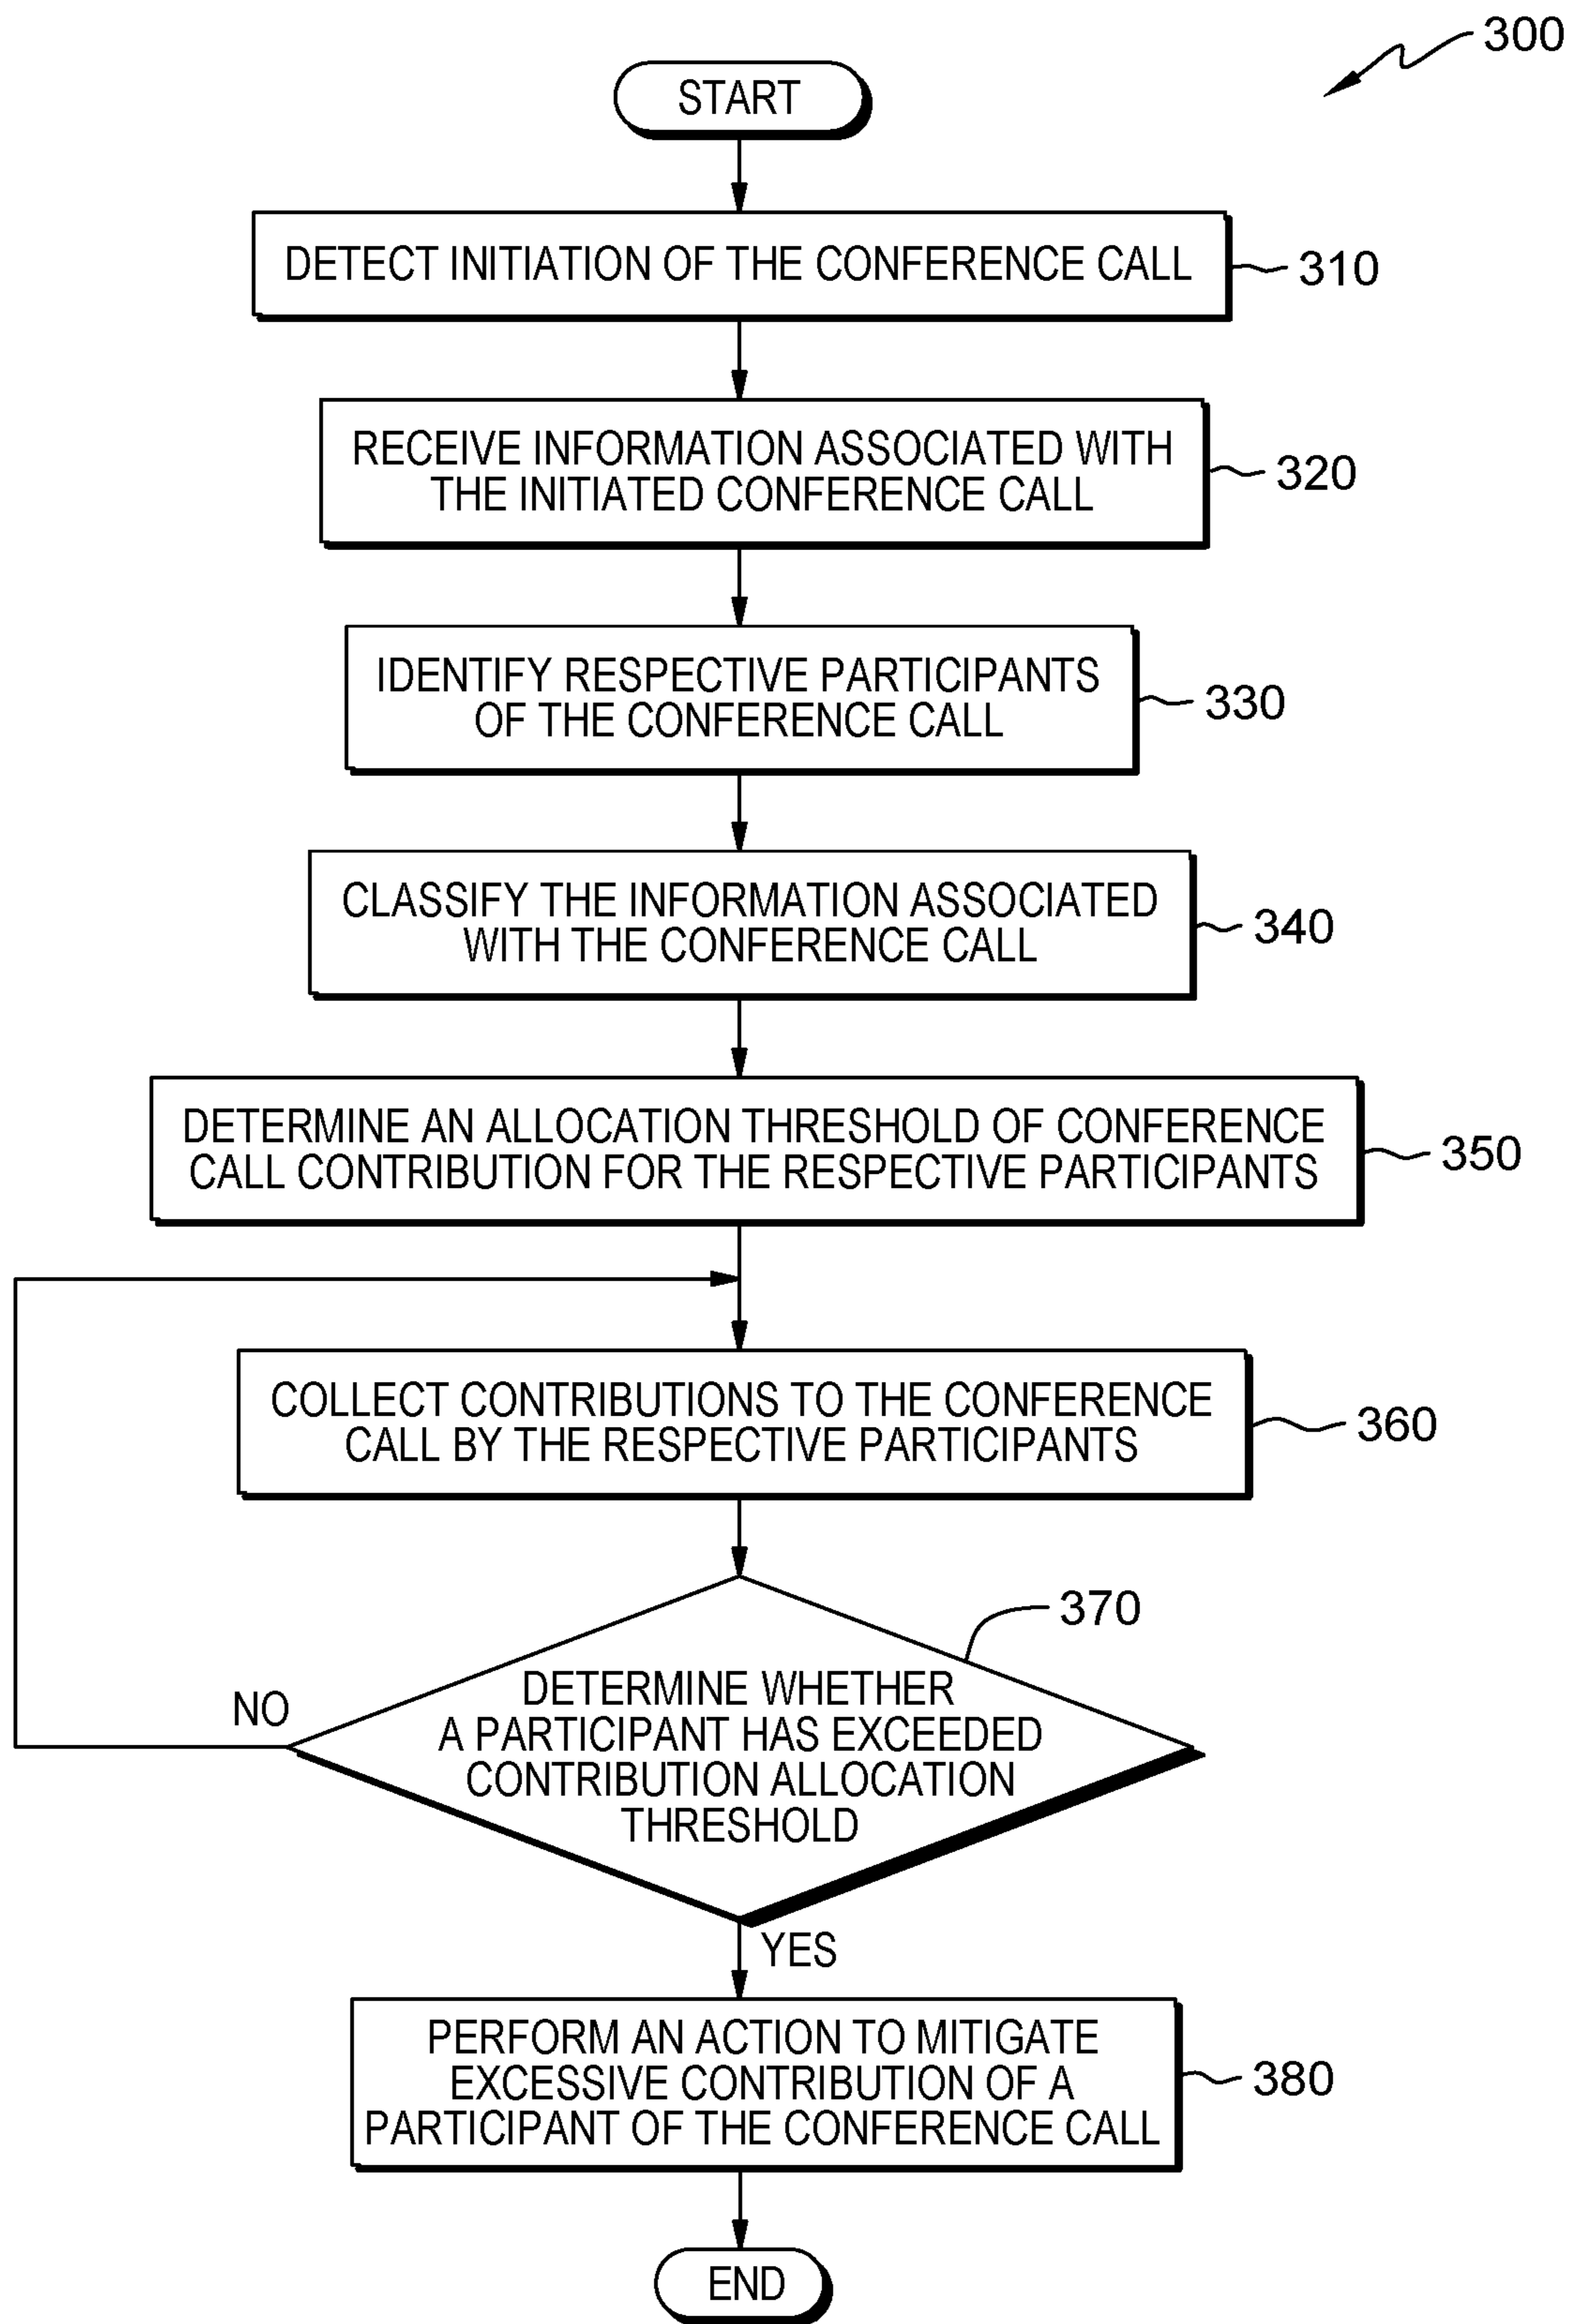 300
START
DETECT INITIATION OF THE CONFERENCE CALL
310
RECEIVE INFORMATION ASSOCIATED WITH
THE INITIATED CONFERENCE CALL
320
IDENTIFY RESPECTIVE PARTICIPANTS
OF THE CONFERENCE CALL
330
CLASSIFY THE INFORMATION ASSOCIATED
WITH THE CONFERENCE CALL
340
DETERMINE AN ALLOCATION THRESHOLD OF CONFERENCE
CALL CONTRIBUTION FOR THE RESPECTIVE PARTICIPANTS
350
COLLECT CONTRIBUTIONS TO THE CONFERENCE
CALL BY THE RESPECTIVE PARTICIPANTS
360
370
DETERMINE WHETHER
A PARTICIPANT HAS EXCEEDED
CONTRIBUTION ALLOCATION
THRESHOLD
NO
YES
PERFORM AN ACTION TO MITIGATE
EXCESSIVE CONTRIBUTION OF A
PARTICIPANT OF THE CONFERENCE CALL
380
END